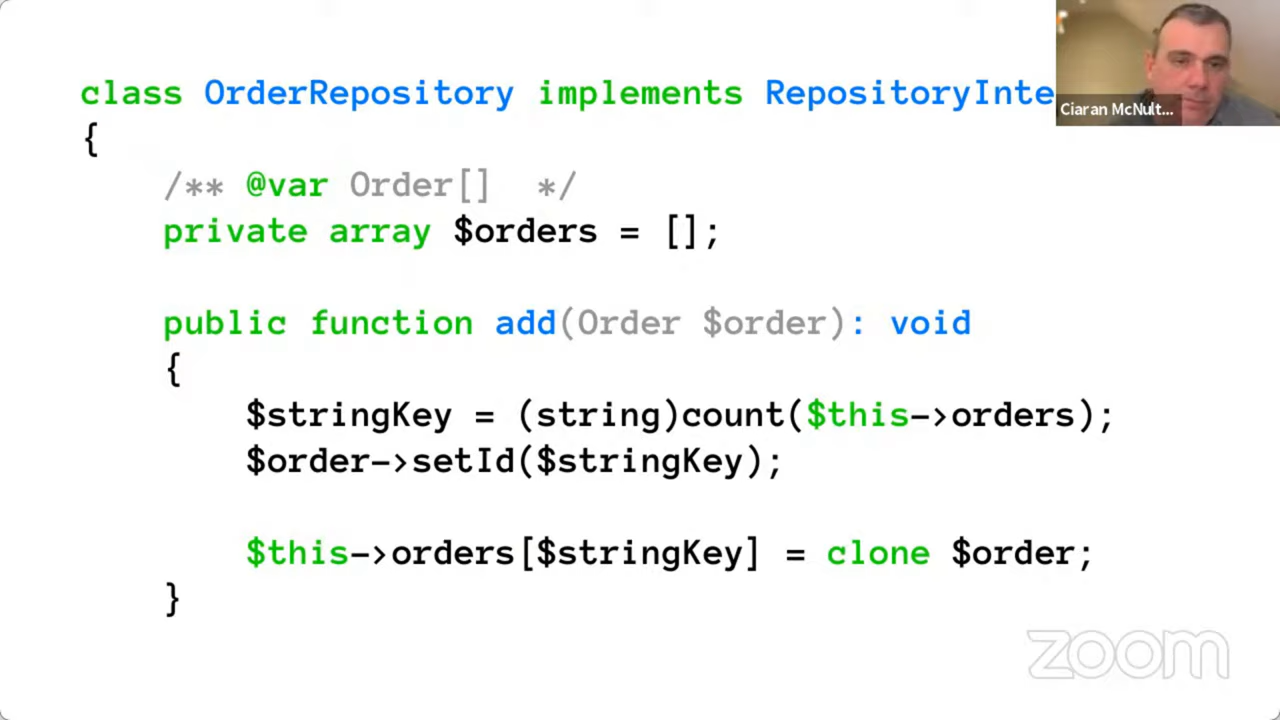 class OrderRepository implements RepositoryInte
Ciaran McNult...
{
/** @var Order[]  */
private array $orders = [];
public function add(Order $order): void
{
$stringKey = (string)count($this->orders);
$order->setId($stringKey);
$this->orders[$stringKey] = clone $order;
}
zoom